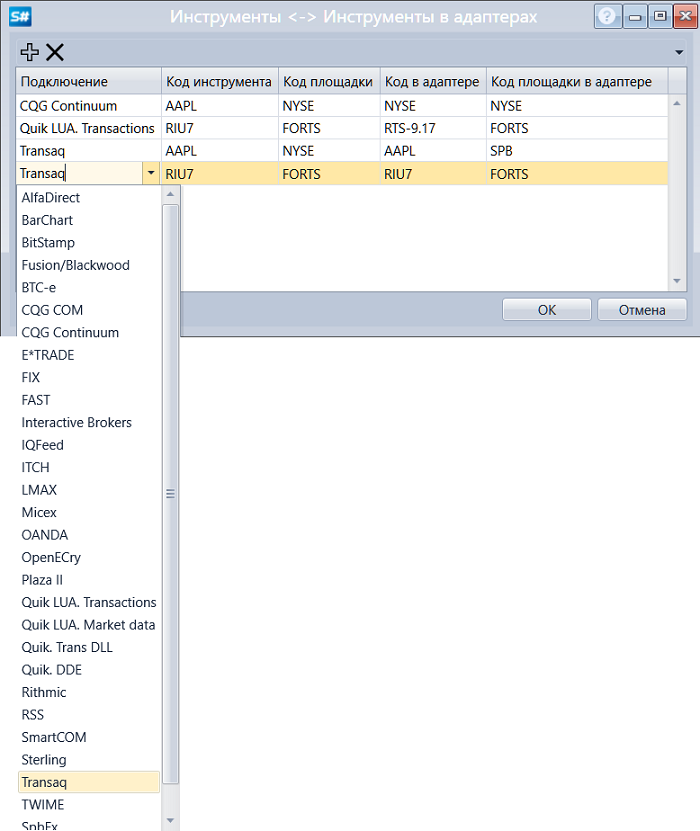 S# Инструменты <-> Инструменты в адаптерах ?
Подключение Код инструмента Код площадки Код в адаптере Код площадки в адаптере
CQG Continuum AAPL NYSE NYSE NYSE
Quik LUA. Transactions RIU7 FORTS RTS-9.17 FORTS
Transaq AAPL NYSE AAPL SPB
Transaq RIU7 FORTS RIU7 FORTS
AlfaDirect
BarChart
BitStamp
Fusion/Blackwood
BTC-e
CQG COM
OK Отмена
CQG Continuum
E*TRADE
FIX
FAST
Interactive Brokers
IQFeed
ITCH
LMAX
Micex
OANDA
OpenECry
Plaza II
Quik LUA. Transactions
Quik LUA. Market data
Quik. Trans DLL
Quik. DDE
Rithmic
RSS
SmartCOM
Sterling
Transaq
TWIME
SpbEx